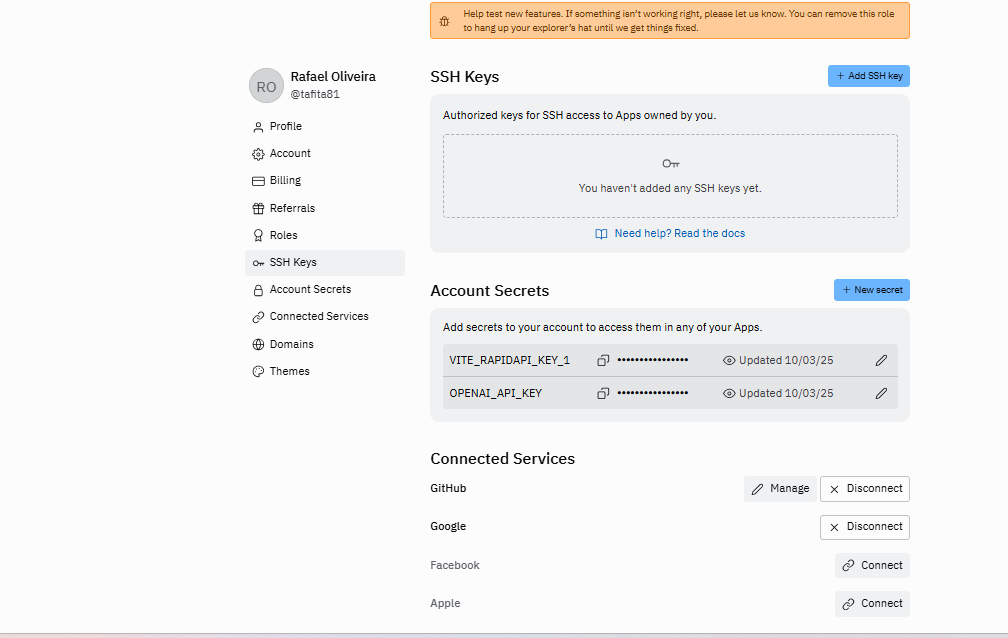 Help test new features. If something isn't working right, please let us know. You can remove this role
to hang up your explorer's hat until we get things fixed.
RO
Rafael Oliveira
@tafita81
Profile
Account
Billing
Referrals
Roles
SSH Keys
Account Secrets
Connected Services
Domains
Themes
SSH Keys
+ Add SSH key
Authorized keys for SSH access to Apps owned by you.
You haven't added any SSH keys yet.
Need help? Read the docs
Account Secrets
+ New secret
Add secrets to your account to access them in any of your Apps.
VITE_RAPIDAPI_KEY_1 •••••••••••••••• Updated 10/03/25
OPENAI_API_KEY •••••••••••••••• Updated 10/03/25
Connected Services
GitHub Manage Disconnect
Google Disconnect
Facebook Connect
Apple Connect